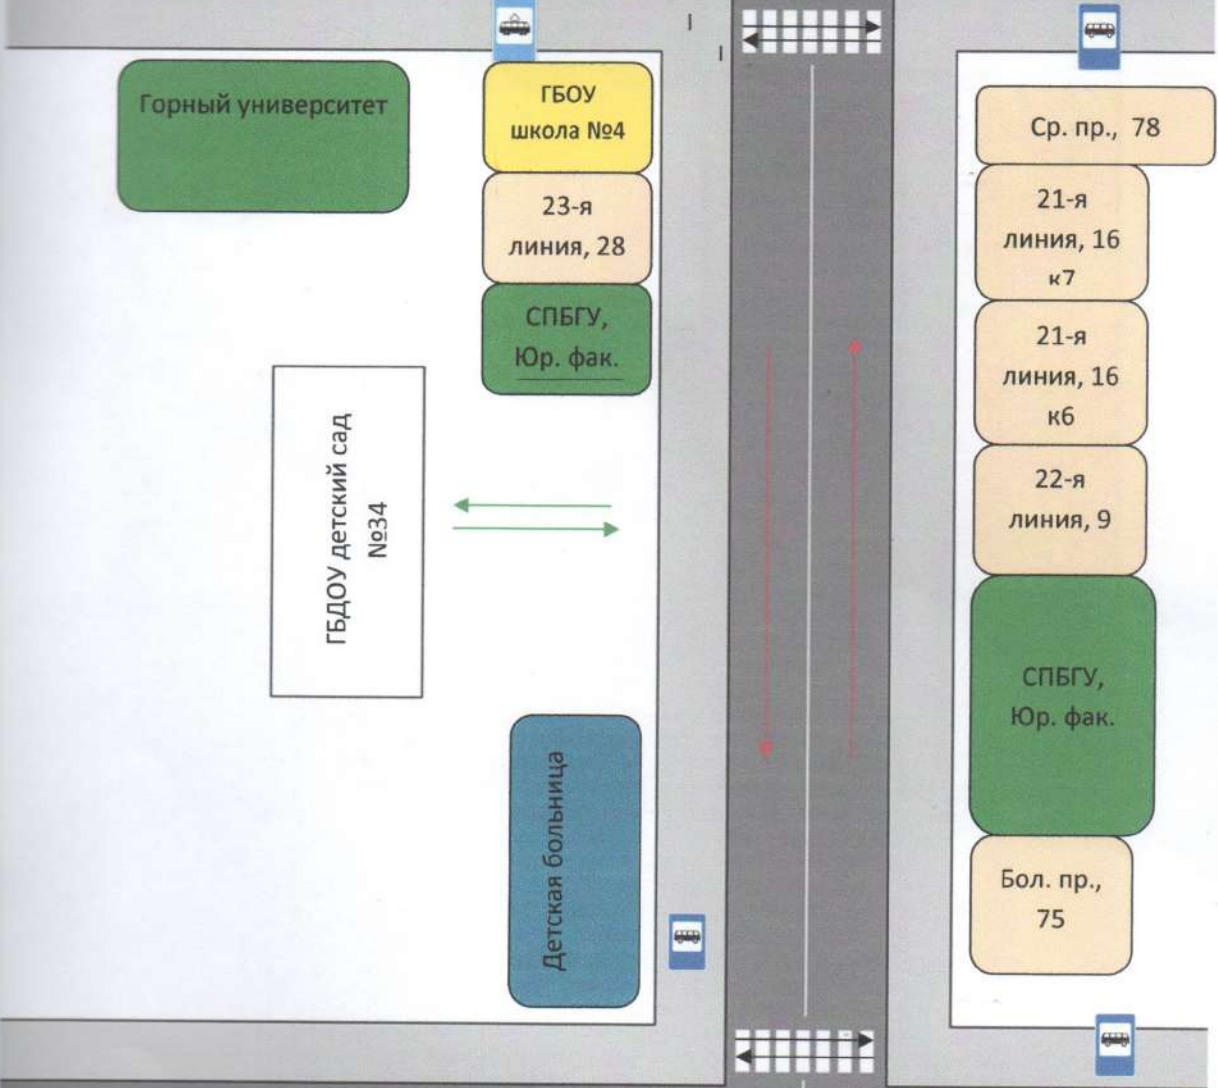 Горный университет
ГБОУ
школа №4
23-я
линия, 28
СПБГУ,
Юр. фак.
ГБДОУ детский сад
№34
Детская больница
Ср. пр., 78
21-я
линия, 16
к7
21-я
линия, 16
к6
22-я
линия, 9
СПБГУ,
Юр. фак.
Бол. пр.,
75